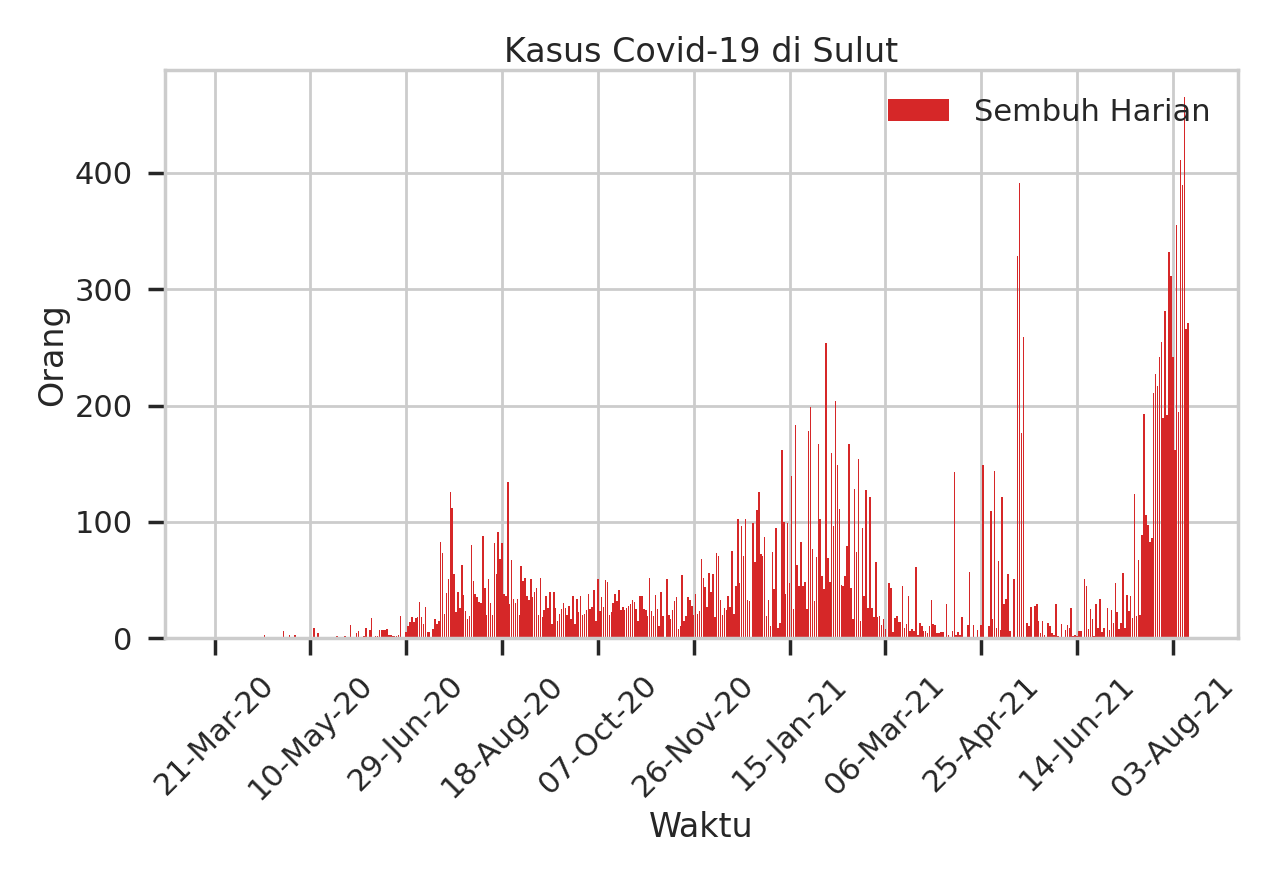 Kasus Covid-19 di Sulut
Sembuh Harian
Orang
400
300
200
100
0
21-Mar-20
10-May-20
29-Jun-20
18-Aug-20
07-Oct-20
26-Nov-20
15-Jan-21
06-Mar-21
25-Apr-21
14-Jun-21
03-Aug-21
Waktu